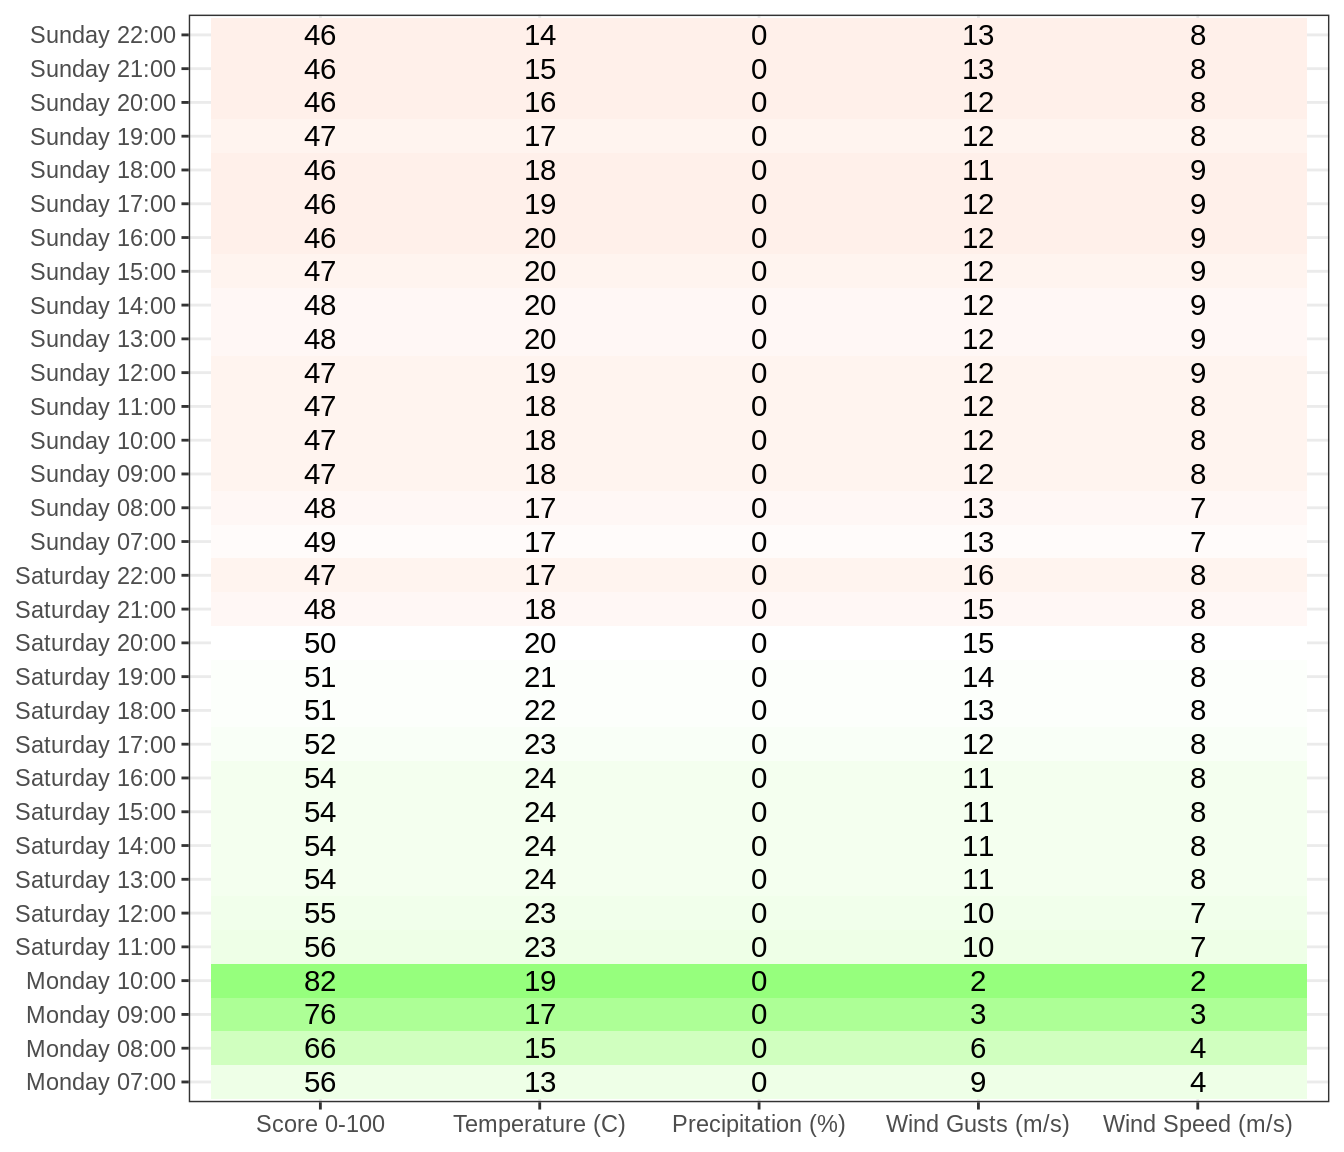 Sunday 22:00 46 14 0 13 8
Sunday 21:00 46 15 0 13 8
Sunday 20:00 46 16 0 12 8
Sunday 19:00 47 17 0 12 8
Sunday 18:00 46 18 0 11 9
Sunday 17:00 46 19 0 12 9
Sunday 16:00 46 20 0 12 9
Sunday 15:00 47 20 0 12 9
Sunday 14:00 48 20 0 12 9
Sunday 13:00 48 20 0 12 9
Sunday 12:00 47 19 0 12 9
Sunday 11:00 47 18 0 12 8
Sunday 10:00 47 18 0 12 8
Sunday 09:00 47 18 0 12 8
Sunday 08:00 48 17 0 13 7
Sunday 07:00 49 17 0 13 7
Saturday 22:00 47 17 0 16 8
Saturday 21:00 48 18 0 15 8
Saturday 20:00 50 20 0 15 8
Saturday 19:00 51 21 0 14 8
Saturday 18:00 51 22 0 13 8
Saturday 17:00 52 23 0 12 8
Saturday 16:00 54 24 0 11 8
Saturday 15:00 54 24 0 11 8
Saturday 14:00 54 24 0 11 8
Saturday 13:00 54 24 0 11 8
Saturday 12:00 55 23 0 10 7
Saturday 11:00 56 23 0 10 7
Monday 10:00 82 19 0 2 2
Monday 09:00 76 17 0 3 3
Monday 08:00 66 15 0 6 4
Monday 07:00 56 13 0 9 4
Score 0-100 Temperature (C) Precipitation (%) Wind Gusts (m/s) Wind Speed (m/s)